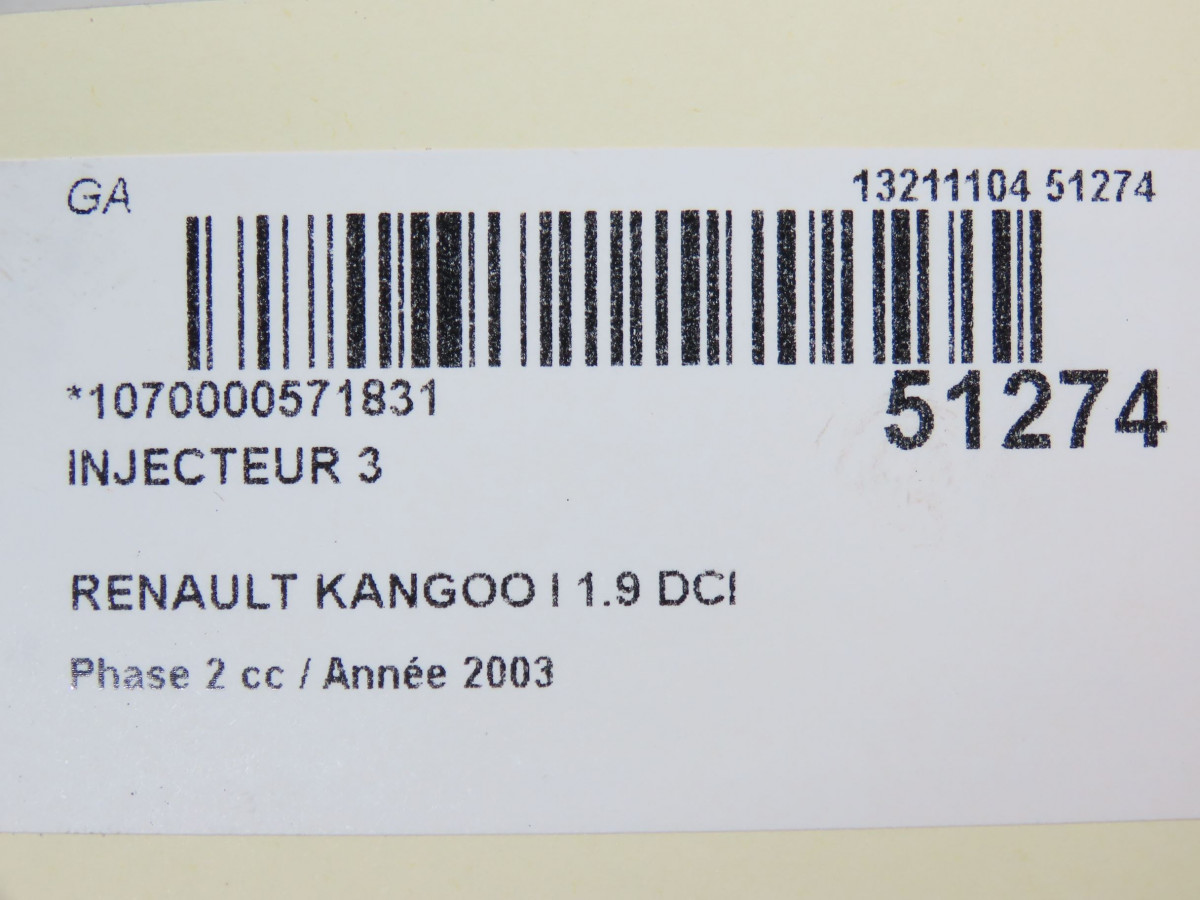 GA
13211104 51274
*1070000571831
51274
INJECTEUR 3
RENAULT KANGOO I 1.9 DCI
Phase 2 cc / Année 2003